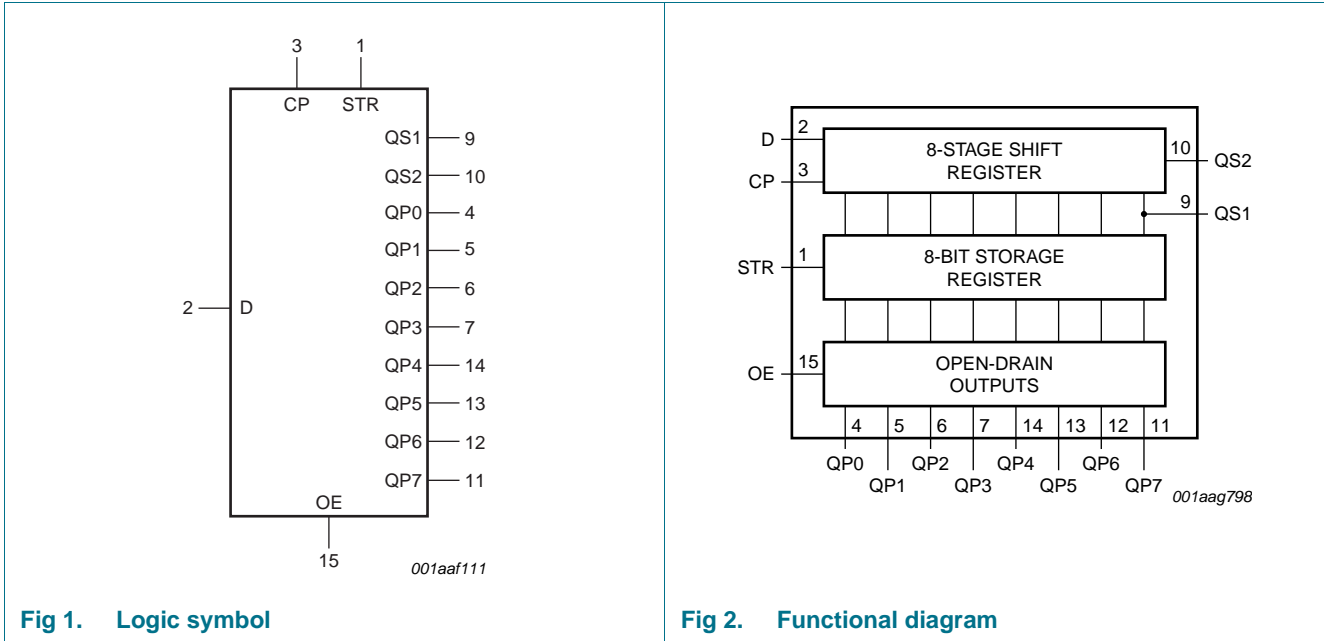 3 1
CP STR
QS1 9
QS2 10
QP0 4
QP1 5
QP2 6
2 D
QP3 7
QP4 14
QP5 13
QP6 12
QP7 11
OE
15
001aaf111
Fig 1. Logic symbol
D 2
8-STAGE SHIFT
REGISTER
10 QS2
CP 3
9 QS1
STR 1
8-BIT STORAGE
REGISTER
OE 15
OPEN-DRAIN
OUTPUTS
4 5 6 7 14 13 12 11
QP0 QP2 QP4 QP6
QP1 QP3 QP5 QP7
001aag798
Fig 2. Functional diagram